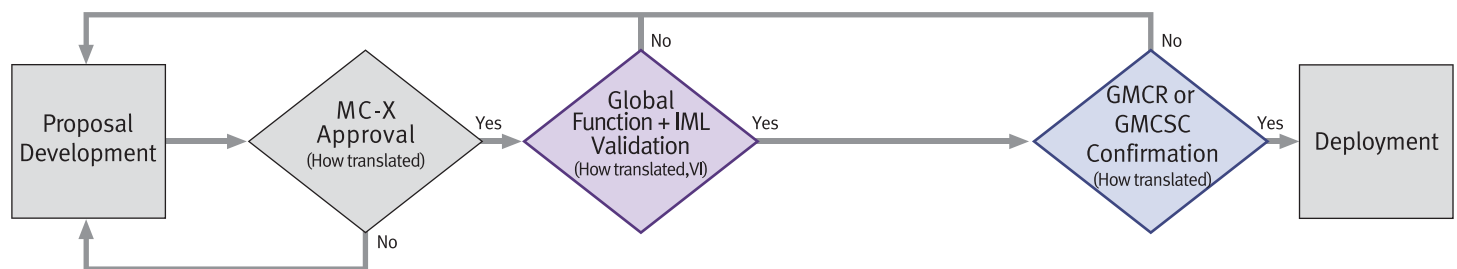 Proposal
Development
MC-X
Approval
(How translated)
Yes
No
Global
Function + IML
Validation
(How translated,VI)
No
Yes
GMCR or
GMCSC
Confirmation
(How translated)
No
Yes
Deployment